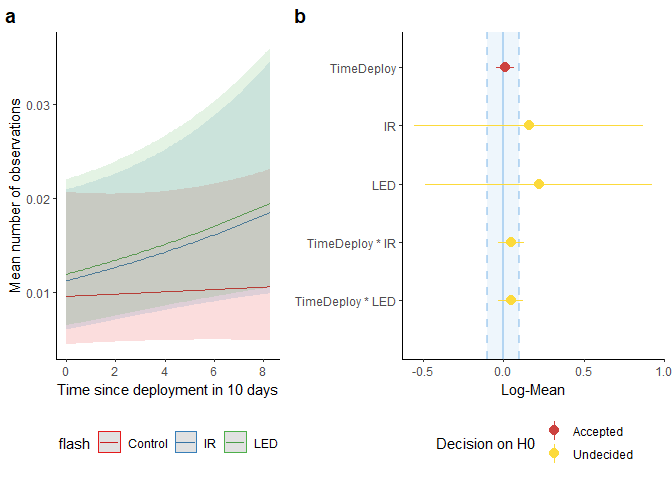 a
Mean number of observations
0.03
0.02
0.01
0
2
4
6
8
Time since deployment in 10 days
flash
Control
IR
LED
b
TimeDeploy
IR
LED
TimeDeploy * IR
TimeDeploy * LED
-0.5
0.0
0.5
1.0
Log-Mean
Decision on H0
Accepted
Undecided